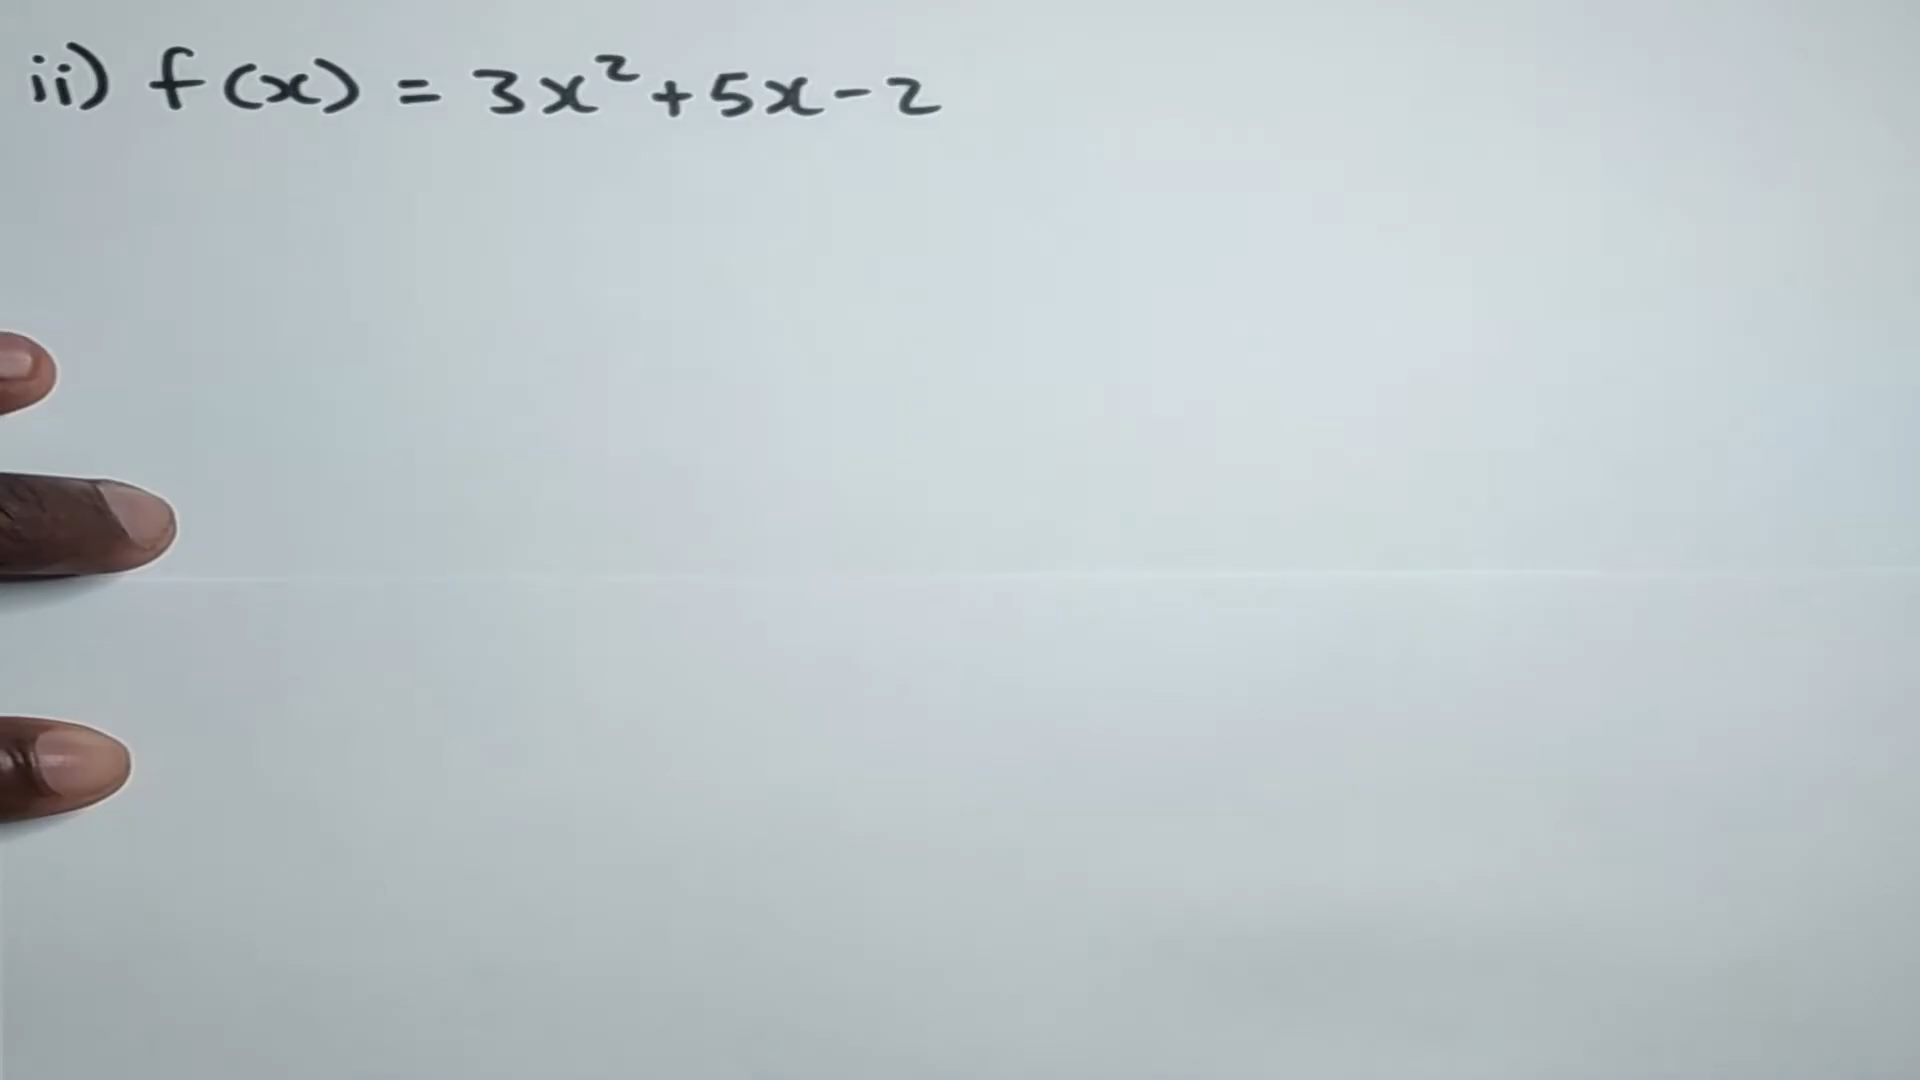 ii) f(x) = 3x² + 5x - 2